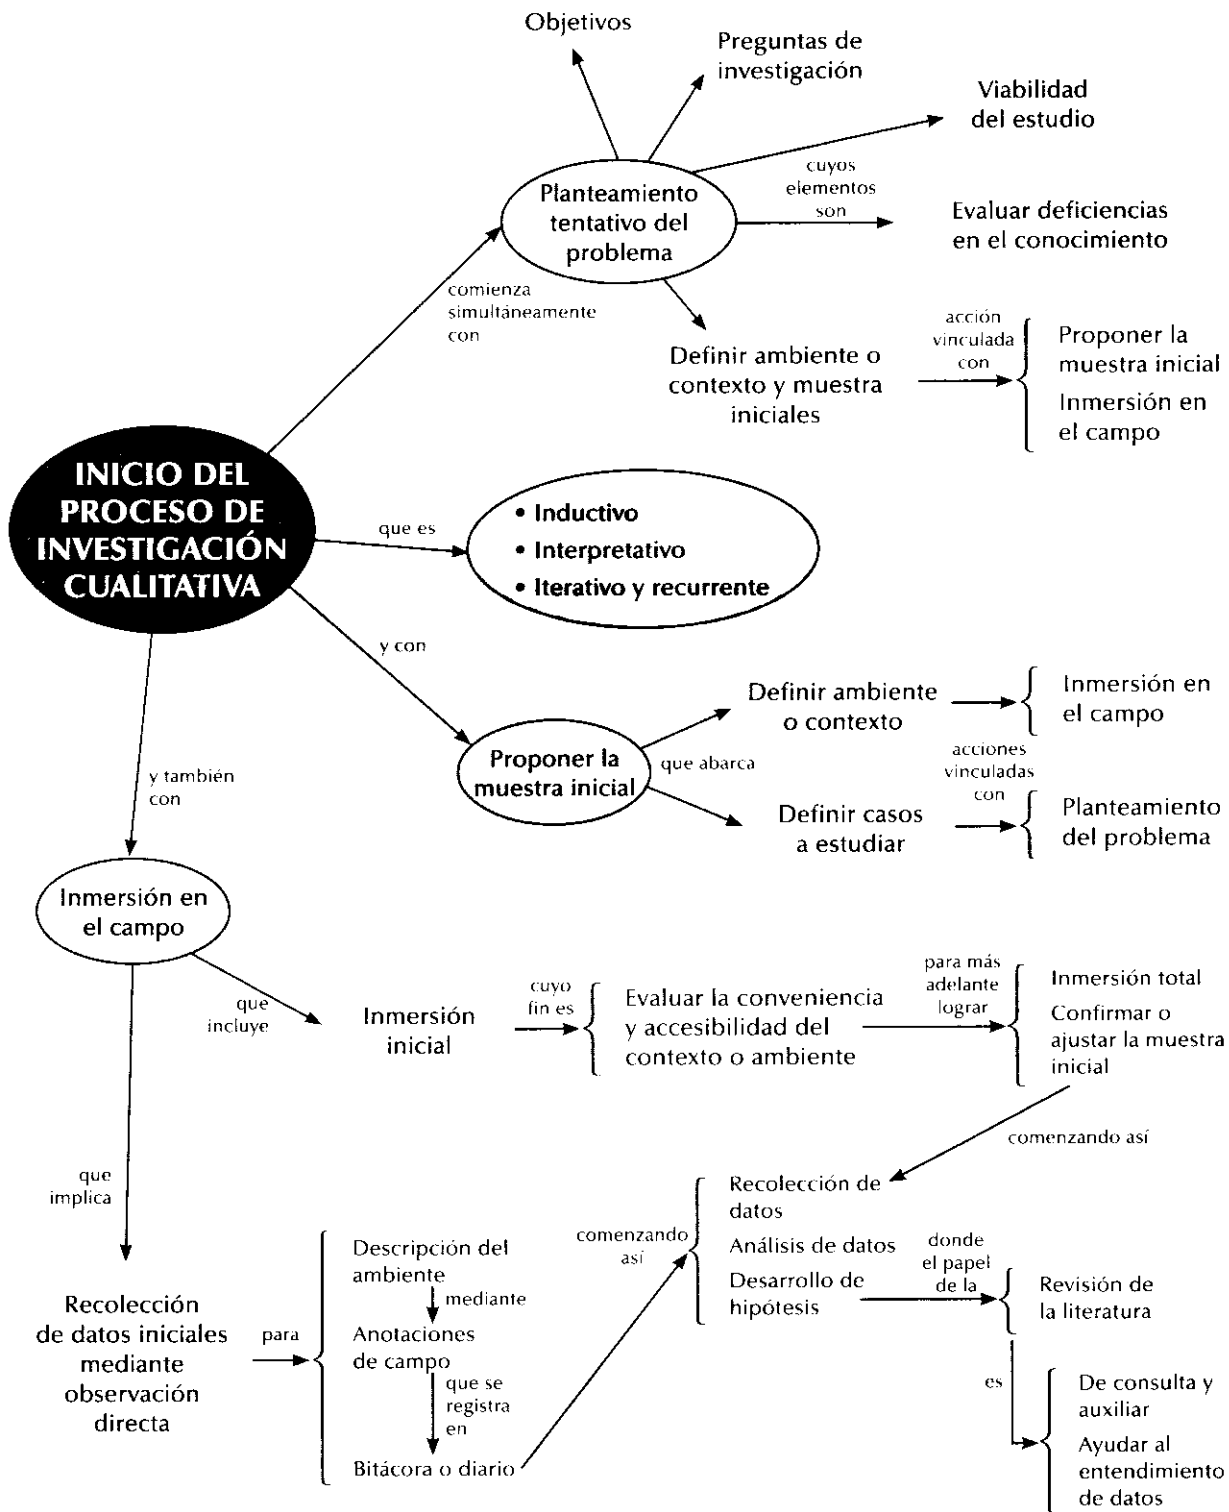 Objetivos
Preguntas de
investigación
Viabilidad
del estudio
Planteamiento
tentativo del
problema
cuyos
elementos
son
Evaluar deficiencias
en el conocimiento
comienza
simultáneamente
con
Definir ambiente o
contexto y muestra
iniciales
acción
vinculada
con
Proponer la
muestra inicial
Inmersión en
el campo
INICIO DEL
PROCESO DE
INVESTIGACIÓN
CUALITATIVA
que es
• Inductivo
• Interpretativo
• Iterativo y recurrente
y con
Proponer la
muestra inicial
que abarca
Definir ambiente
o contexto
Inmersión en
el campo
acciones
vinculadas
con
Definir casos
a estudiar
Planteamiento
del problema
y también
con
Inmersión en
el campo
que
incluye
Inmersión
inicial
cuyo
fin es
Evaluar la conveniencia
y accesibilidad del
contexto o ambiente
para más
adelante
lograr
Inmersión total
Confirmar o
ajustar la muestra
inicial
comenzando así
que
implica
Recolección
de datos iniciales
mediante
observación
directa
para
Descripción del
ambiente
mediante
Anotaciones
de campo
que se
registra
en
Bitácora o diario
comenzando
así
Recolección de
datos
Análisis de datos
Desarrollo de
hipótesis
donde
el papel
de la
Revisión de
la literatura
es
De consulta y
auxiliar
Ayudar al
entendimiento
de datos